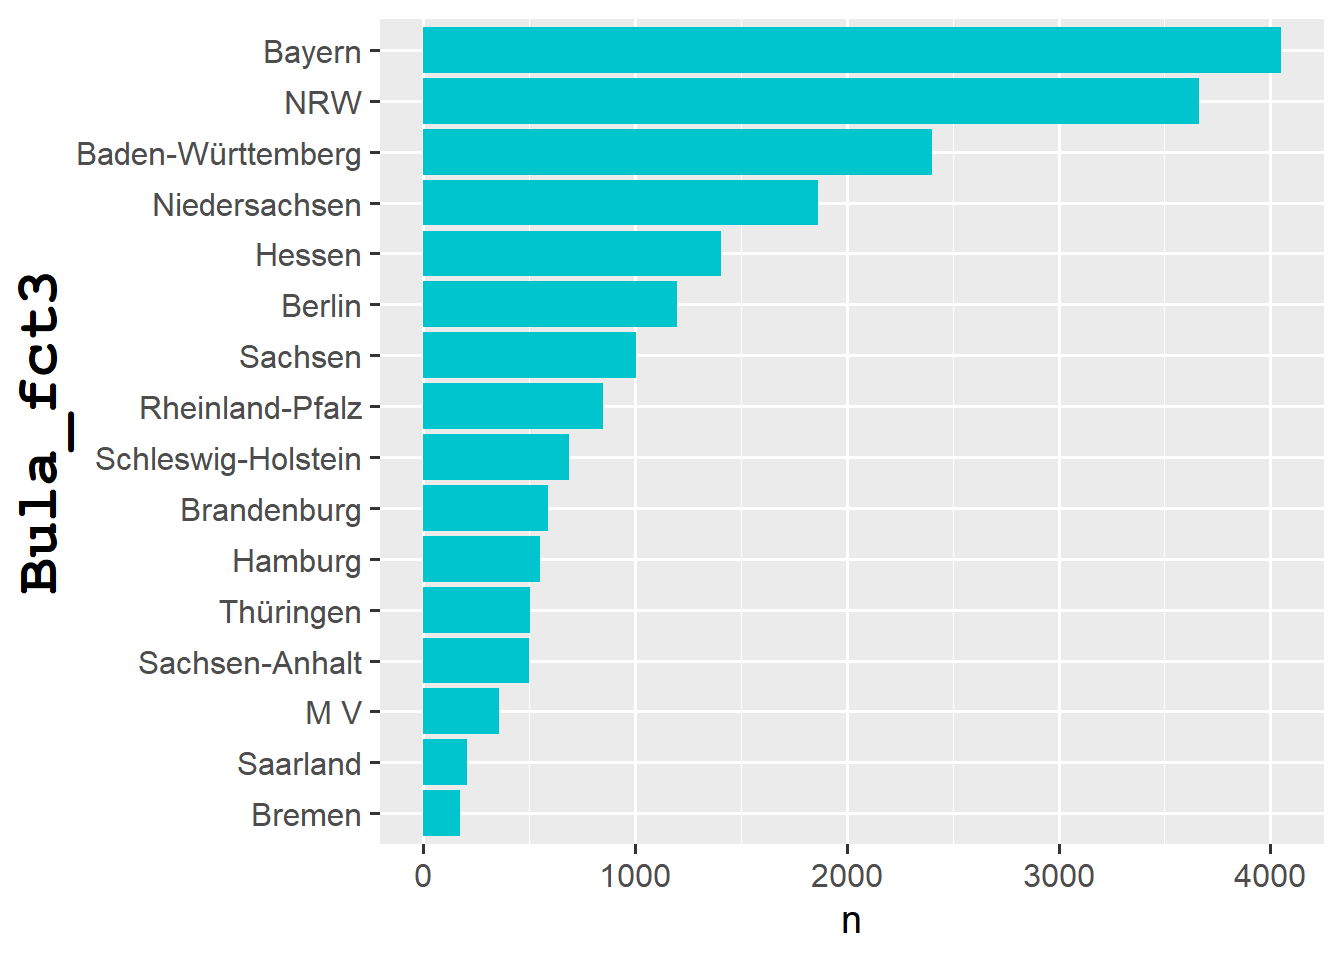 Bula_fct3
Bayern
NRW
Baden-Württemberg
Niedersachsen
Hessen
Berlin
Sachsen
Rheinland-Pfalz
Schleswig-Holstein
Brandenburg
Hamburg
Thüringen
Sachsen-Anhalt
M V
Saarland
Bremen
0 1000 2000 3000 4000
n